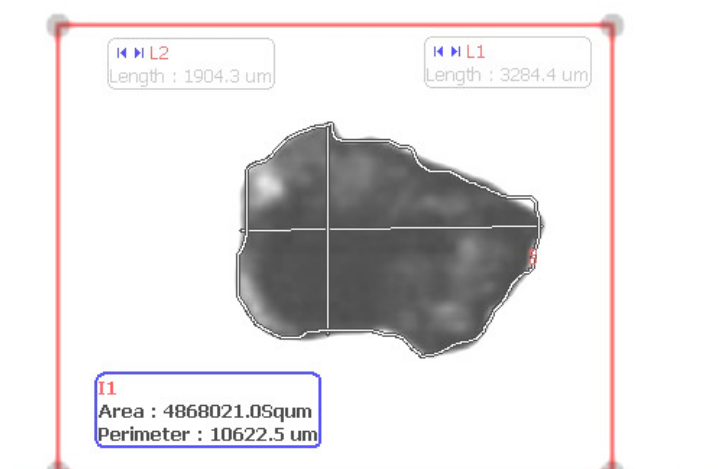 L2
Length : 1904.3 um
L1
Length : 3284.4 um
I1
Area : 4868021.0Squm
Perimeter : 10622.5 um